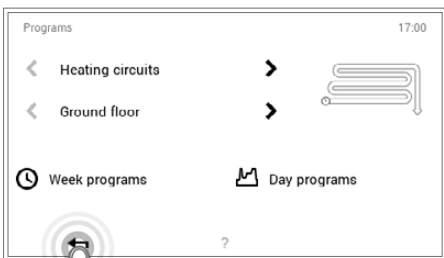 Programs 17:00
Heating circuits
Ground floor
Week programs Day programs
?